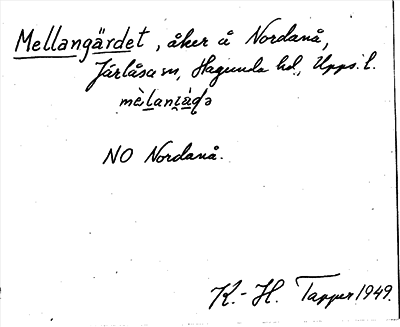 Mellangärdet, åker å Nordanå,
Järlåsa sn, Hagunda hd., Upps. l.
NO Nordanå.
K.-H. Tapper 1949.